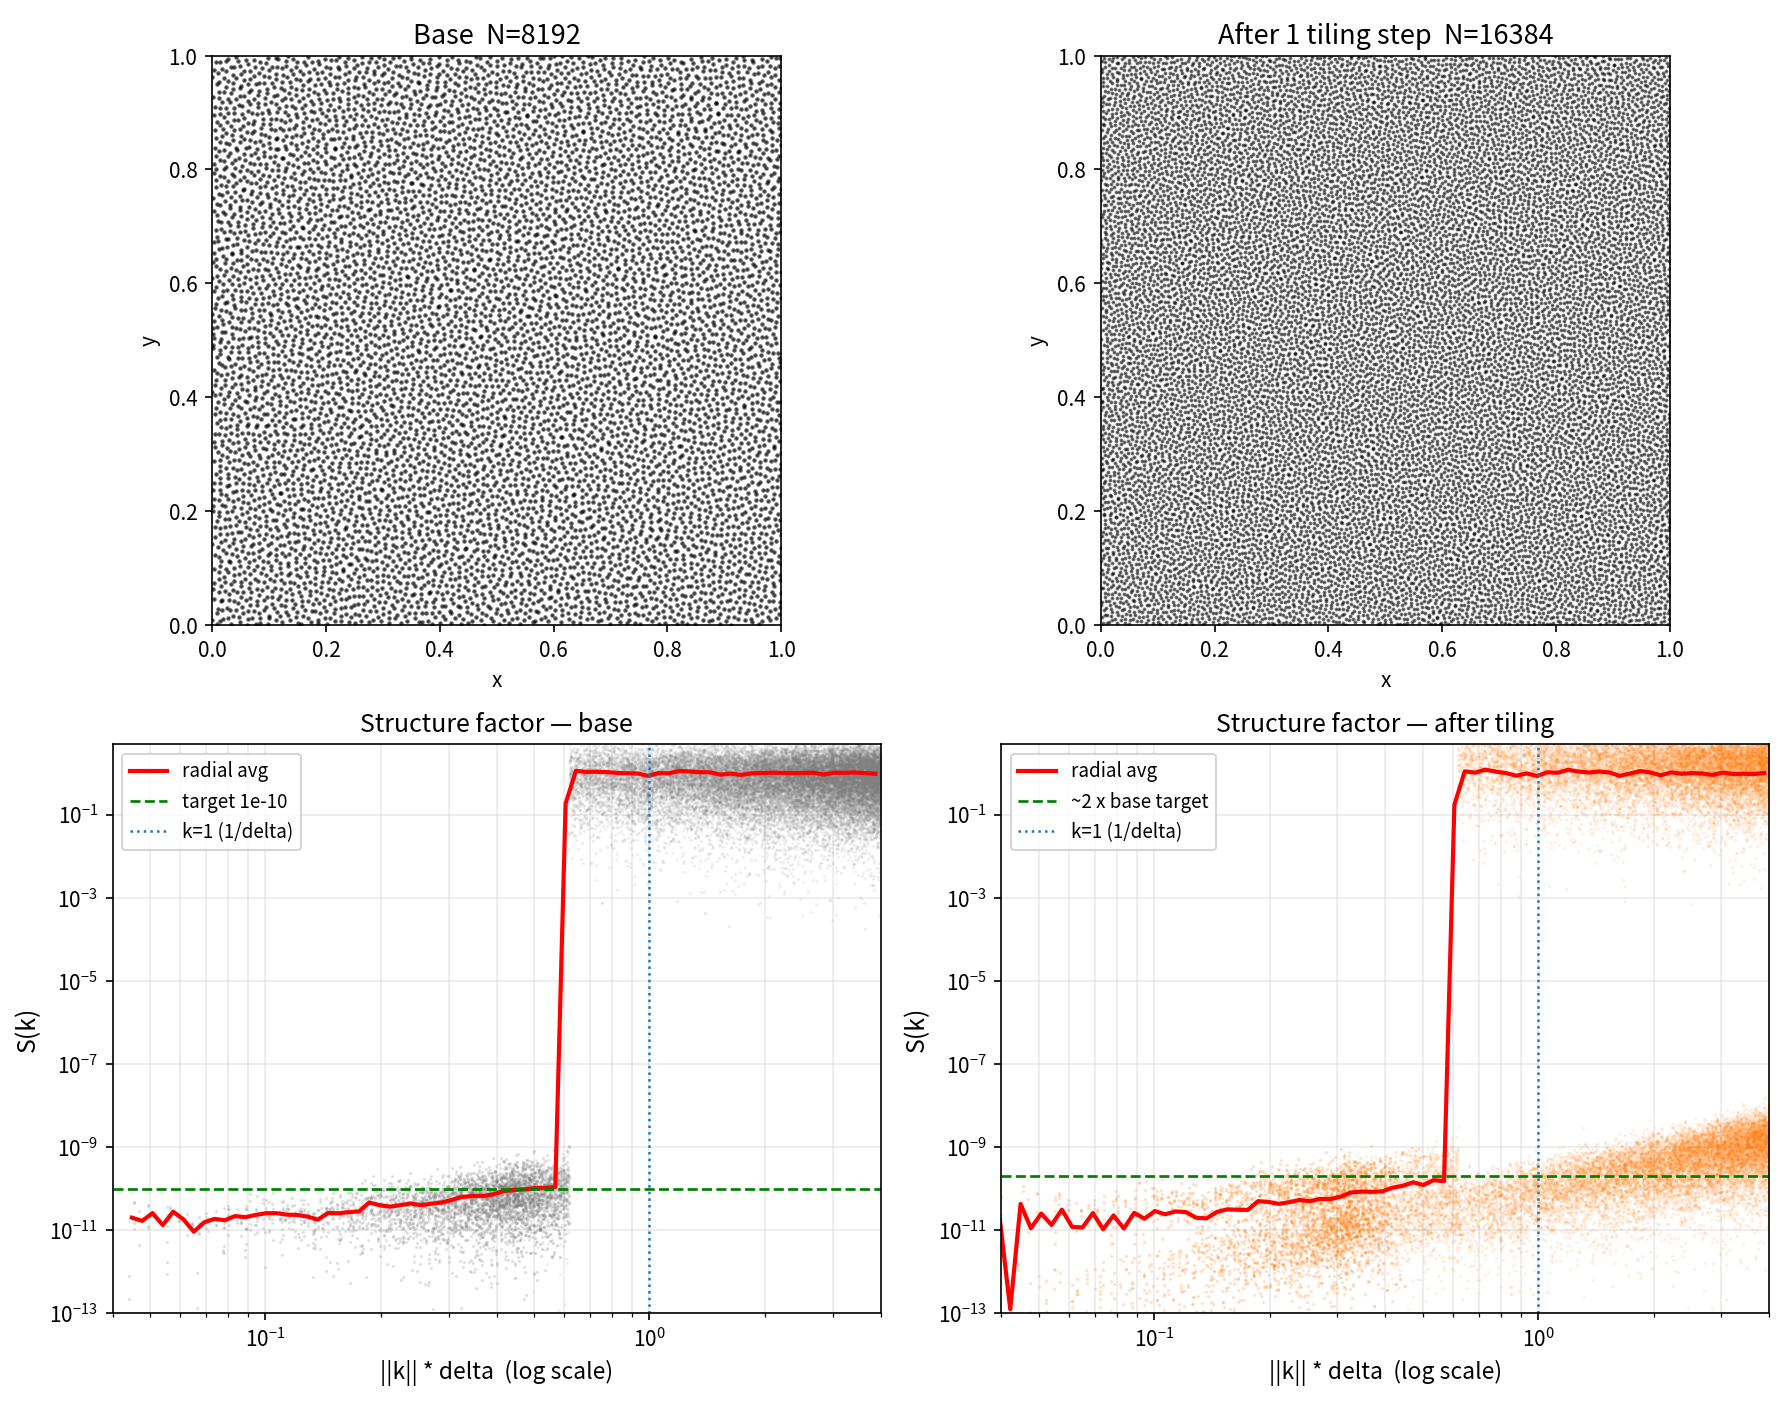 Base  N=8192
1.0
0.8
0.6
0.4
0.2
0.0
y
0.0 0.2 0.4 0.6 0.8 1.0
x
After 1 tiling step  N=16384
1.0
0.8
0.6
0.4
0.2
0.0
y
0.0 0.2 0.4 0.6 0.8 1.0
x
Structure factor — base
radial avg
target 1e-10
k=1 (1/delta)
10⁻¹
10⁻³
10⁻⁵
10⁻⁷
10⁻⁹
10⁻¹¹
10⁻¹³
S(k)
10⁻¹ 10⁰
||k|| * delta  (log scale)
Structure factor — after tiling
radial avg
~2 x base target
k=1 (1/delta)
10⁻¹
10⁻³
10⁻⁵
10⁻⁷
10⁻⁹
10⁻¹¹
10⁻¹³
S(k)
10⁻¹ 10⁰
||k|| * delta  (log scale)